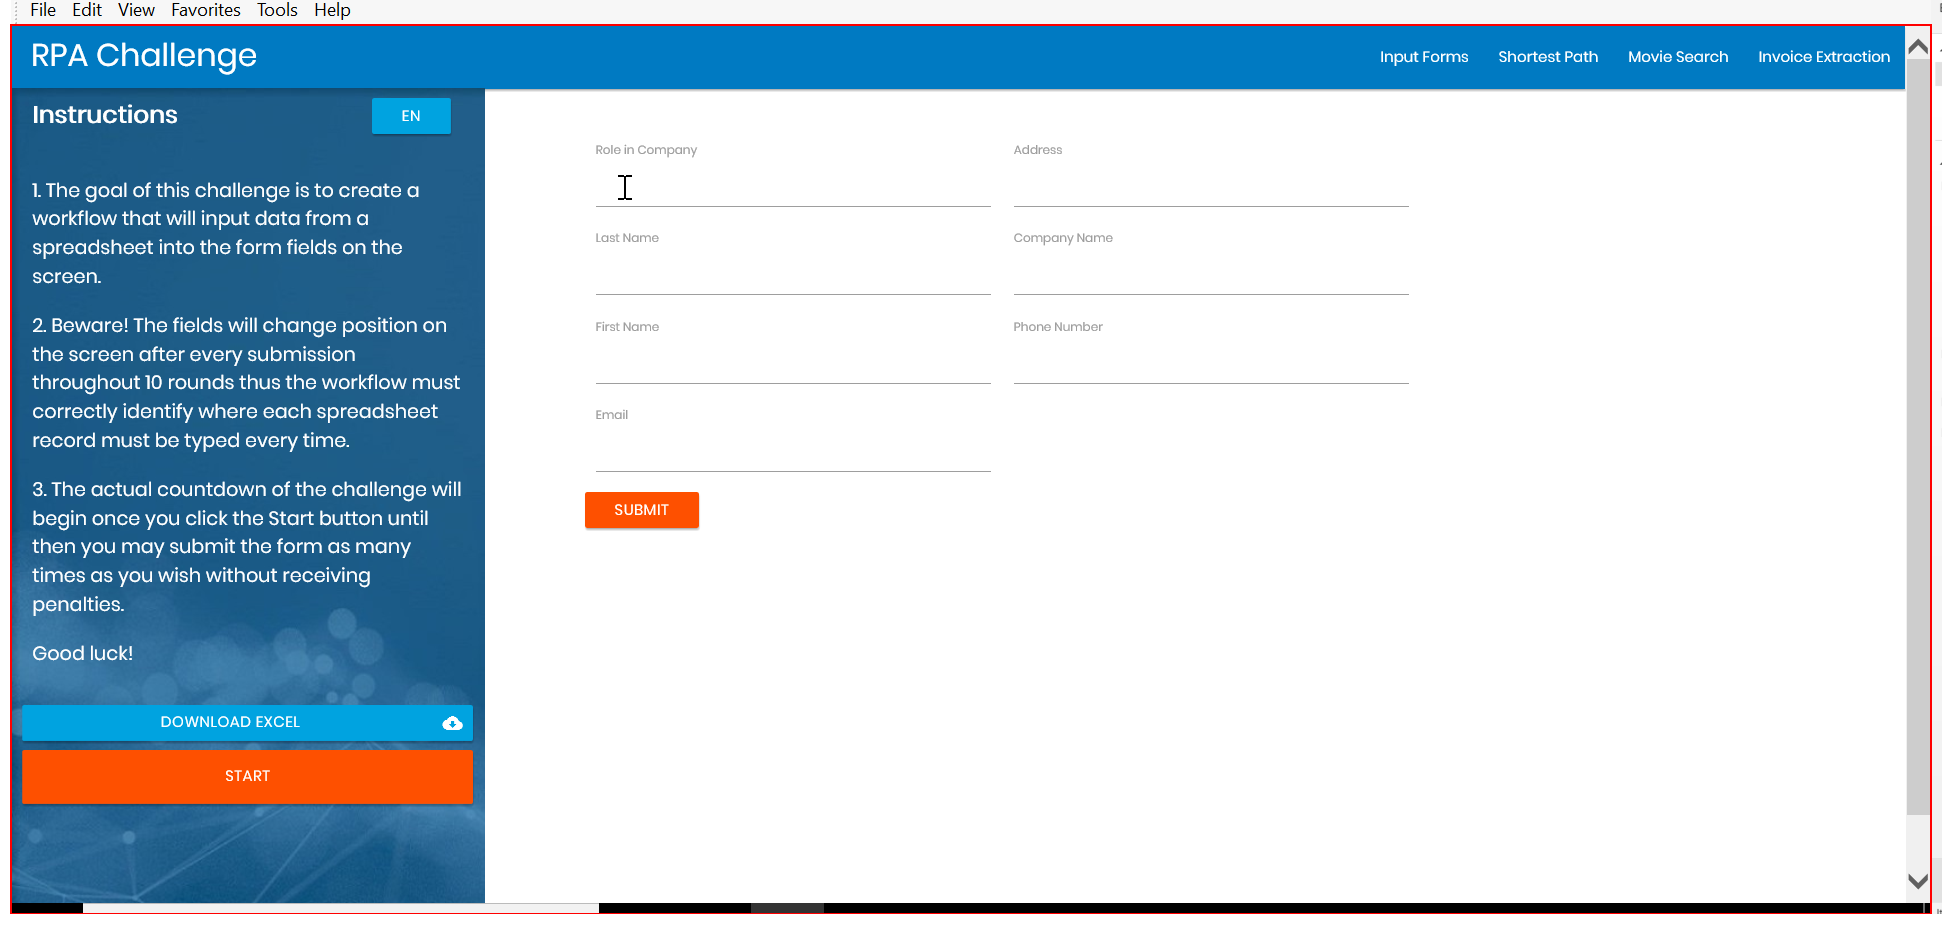 File Edit View Favorites Tools Help
RPA Challenge
Input Forms Shortest Path Movie Search Invoice Extraction
Instructions
EN
1. The goal of this challenge is to create a
workflow that will input data from a
spreadsheet into the form fields on the
screen.
2. Beware! The fields will change position on
the screen after every submission
throughout 10 rounds thus the workflow must
correctly identify where each spreadsheet
record must be typed every time.
3. The actual countdown of the challenge will
begin once you click the Start button until
then you may submit the form as many
times as you wish without receiving
penalties.
Good luck!
DOWNLOAD EXCEL
START
Role in Company
Address
Last Name
Company Name
First Name
Phone Number
Email
SUBMIT